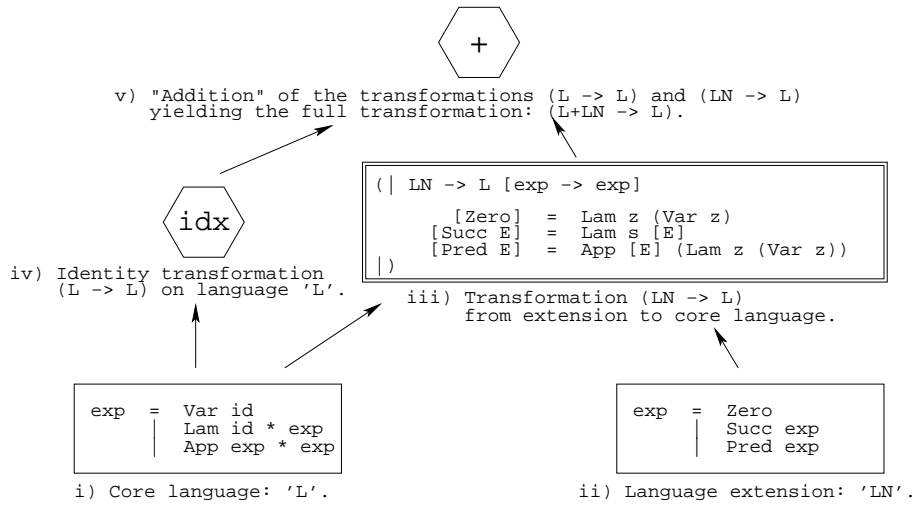 +
v) "Addition" of the transformations (L -> L) and (LN -> L)
yielding the full transformation: (L+LN -> L).
(| LN -> L [exp -> exp]
[Zero] = Lam z (Var z)
[Succ E] = Lam s [E]
[Pred E] = App [E] (Lam z (Var z))
|)
idx
iv) Identity transformation
(L -> L) on language 'L'.
iii) Transformation (LN -> L)
from extension to core language.
exp = Var id
| Lam id * exp
| App exp * exp
i) Core language: 'L'.
exp = Zero
| Succ exp
| Pred exp
ii) Language extension: 'LN'.